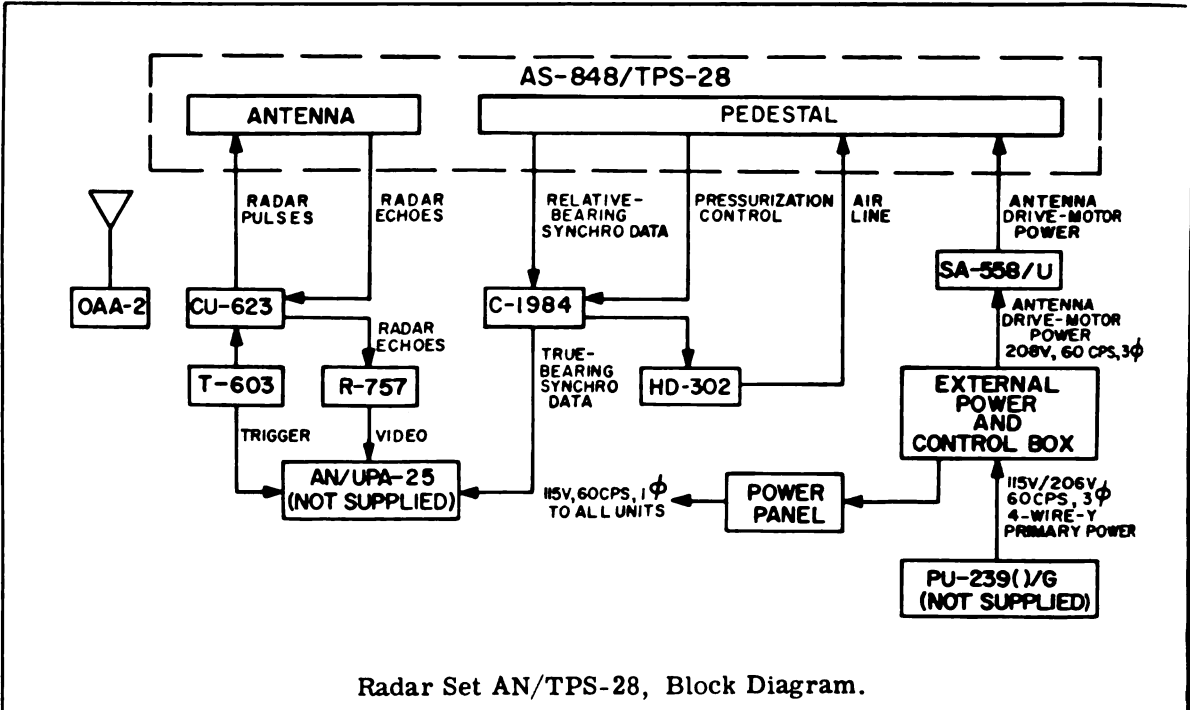 AS-848/TPS-28
ANTENNA
PEDESTAL
RADAR
PULSES
RADAR
ECHOES
RELATIVE-
BEARING
SYNCHRO DATA
PRESSURIZATION
CONTROL
AIR
LINE
ANTENNA
DRIVE-MOTOR
POWER
SA-558/U
OAA-2
CU-623
C-1984
RADAR
ECHOES
TRUE-
BEARING
SYNCHRO
DATA
ANTENNA
DRIVE-MOTOR
POWER
208V, 60 CPS, 3ϕ
T-603
R-757
HD-302
EXTERNAL
POWER
AND
CONTROL BOX
TRIGGER
VIDEO
AN/UPA-25
(NOT SUPPLIED)
115V, 60CPS, 1ϕ
TO ALL UNITS
POWER
PANEL
115V/206V
60CPS, 3ϕ
4-WIRE-Y
PRIMARY POWER
PU-239( )/G
(NOT SUPPLIED)
Radar Set AN/TPS-28, Block Diagram.